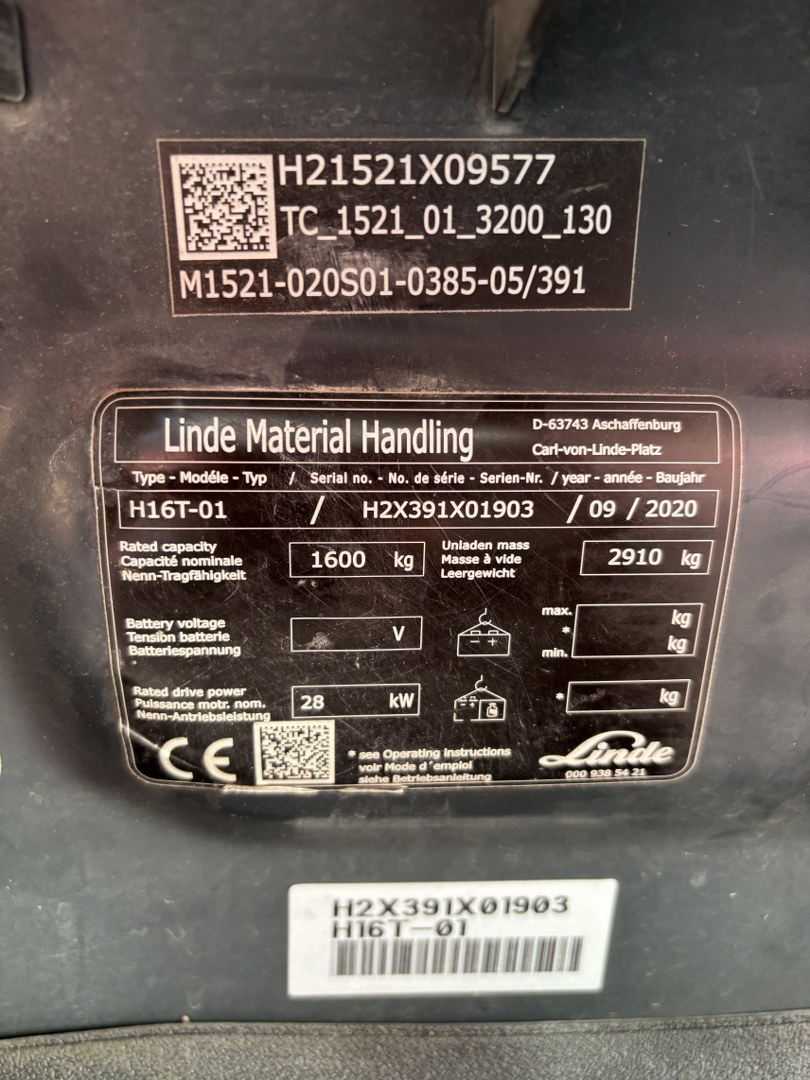 H21521X09577
TC_1521_01_3200_130
M1521-020S01-0385-05/391
Linde Material Handling
D-63743 Aschaffenburg
Carl-von-Linde-Platz
Type - Modéle - Typ / Serial no. - No. de série - Serien-Nr. / year - année - Baujahr
H16T-01 / H2X391X01903 / 09 / 2020
Rated capacity
Capacité nominale
Nenn-Tragfähigkeit
1600 kg
Unladen mass
Masse à vide
Leergewicht
2910 kg
Battery voltage
Tension batterie
Batteriespannung
V
max. kg
*
min. kg
Rated drive power
Puissance motr. nom.
Nenn-Antriebsleistung
28 kW
* kg
CE
* see Operating instructions
voir Mode d'emploi
siehe Betriebsanleitung
Linde
000 938 54 21
H2X391X01903
H16T-01